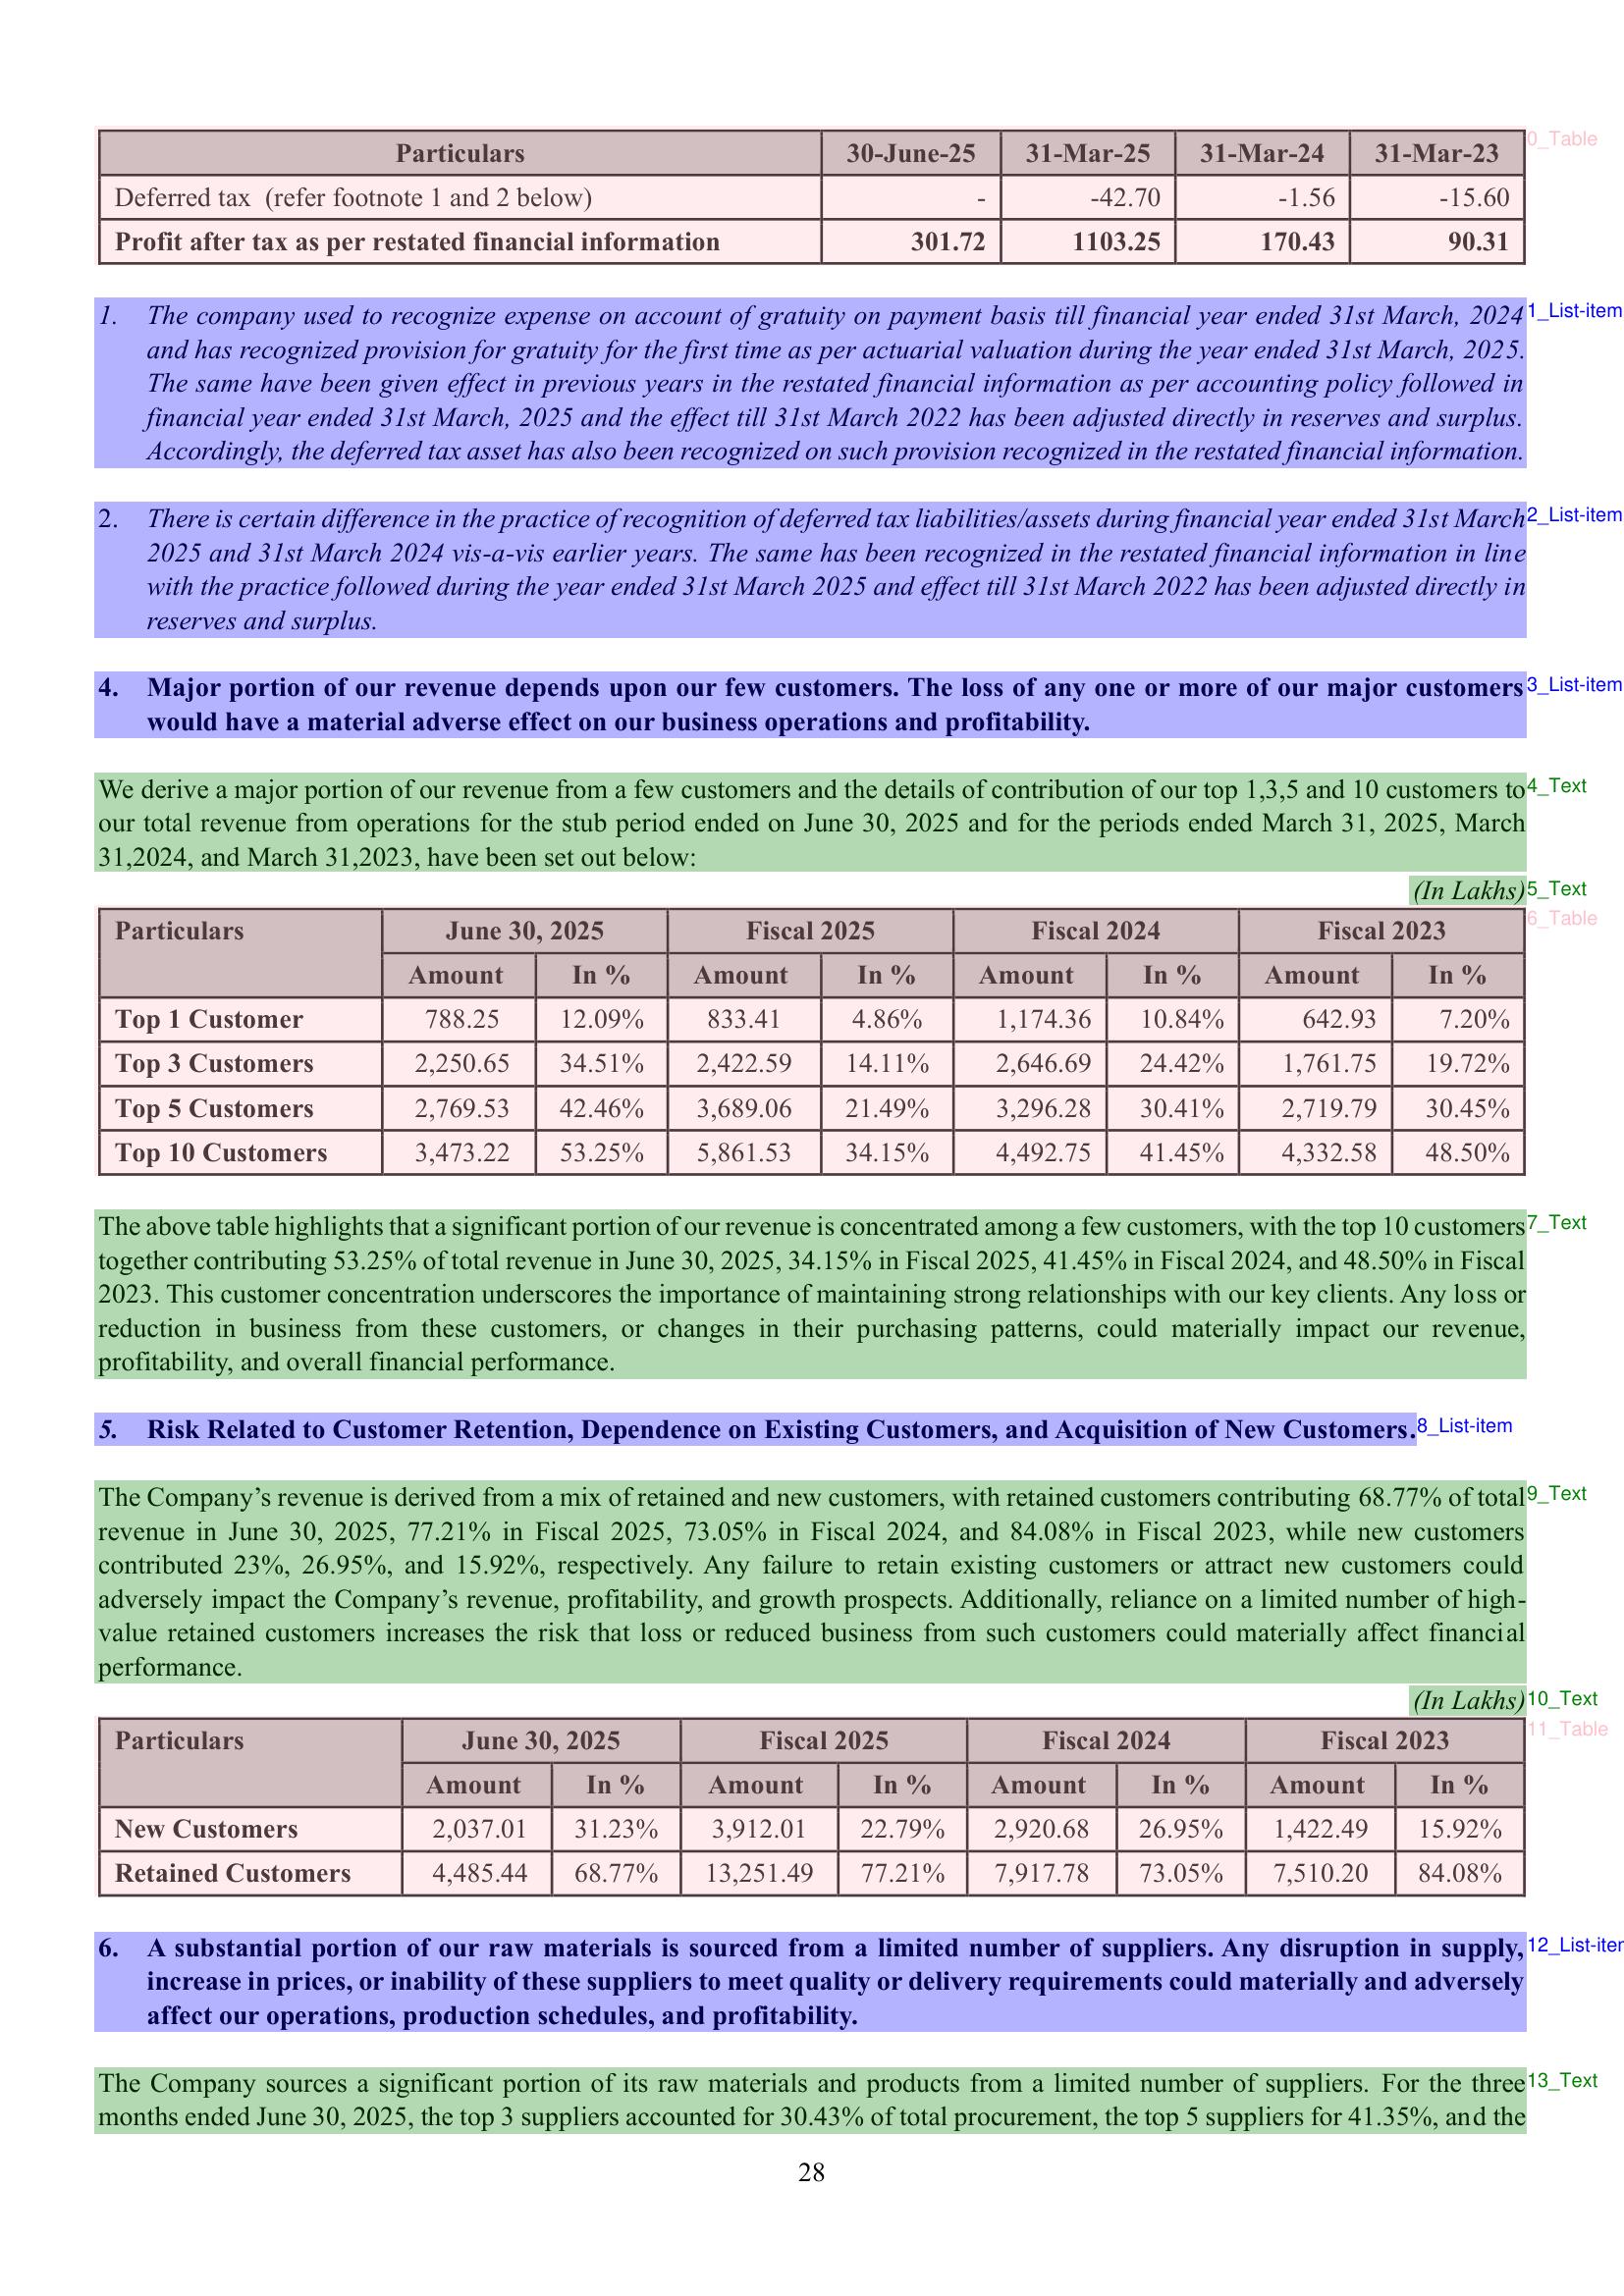 Particulars 30-June-25 31-Mar-25 31-Mar-24 31-Mar-23
0_Table
Deferred tax (refer footnote 1 and 2 below) - -42.70 -1.56 -15.60
Profit after tax as per restated financial information 301.72 1103.25 170.43 90.31
1. The company used to recognize expense on account of gratuity on payment basis till financial year ended 31st March, 2024
1_List-item
and has recognized provision for gratuity for the first time as per actuarial valuation during the year ended 31st March, 2025.
The same have been given effect in previous years in the restated financial information as per accounting policy followed in
financial year ended 31st March, 2025 and the effect till 31st March 2022 has been adjusted directly in reserves and surplus.
Accordingly, the deferred tax asset has also been recognized on such provision recognized in the restated financial information.
2. There is certain difference in the practice of recognition of deferred tax liabilities/assets during financial year ended 31st March
2_List-item
2025 and 31st March 2024 vis-a-vis earlier years. The same has been recognized in the restated financial information in line
with the practice followed during the year ended 31st March 2025 and effect till 31st March 2022 has been adjusted directly in
reserves and surplus.
4. Major portion of our revenue depends upon our few customers. The loss of any one or more of our major customers
3_List-item
would have a material adverse effect on our business operations and profitability.
We derive a major portion of our revenue from a few customers and the details of contribution of our top 1,3,5 and 10 customers to
4_Text
our total revenue from operations for the stub period ended on June 30, 2025 and for the periods ended March 31, 2025, March
31,2024, and March 31,2023, have been set out below:
(In Lakhs)
5_Text
6_Table
Particulars June 30, 2025 Fiscal 2025 Fiscal 2024 Fiscal 2023
Amount In % Amount In % Amount In % Amount In %
Top 1 Customer 788.25 12.09% 833.41 4.86% 1,174.36 10.84% 642.93 7.20%
Top 3 Customers 2,250.65 34.51% 2,422.59 14.11% 2,646.69 24.42% 1,761.75 19.72%
Top 5 Customers 2,769.53 42.46% 3,689.06 21.49% 3,296.28 30.41% 2,719.79 30.45%
Top 10 Customers 3,473.22 53.25% 5,861.53 34.15% 4,492.75 41.45% 4,332.58 48.50%
The above table highlights that a significant portion of our revenue is concentrated among a few customers, with the top 10 customers
7_Text
together contributing 53.25% of total revenue in June 30, 2025, 34.15% in Fiscal 2025, 41.45% in Fiscal 2024, and 48.50% in Fiscal
2023. This customer concentration underscores the importance of maintaining strong relationships with our key clients. Any loss or
reduction in business from these customers, or changes in their purchasing patterns, could materially impact our revenue,
profitability, and overall financial performance.
5. Risk Related to Customer Retention, Dependence on Existing Customers, and Acquisition of New Customers.
8_List-item
The Company’s revenue is derived from a mix of retained and new customers, with retained customers contributing 68.77% of total
9_Text
revenue in June 30, 2025, 77.21% in Fiscal 2025, 73.05% in Fiscal 2024, and 84.08% in Fiscal 2023, while new customers
contributed 23%, 26.95%, and 15.92%, respectively. Any failure to retain existing customers or attract new customers could
adversely impact the Company’s revenue, profitability, and growth prospects. Additionally, reliance on a limited number of high-
value retained customers increases the risk that loss or reduced business from such customers could materially affect financial
performance.
(In Lakhs)
10_Text
11_Table
Particulars June 30, 2025 Fiscal 2025 Fiscal 2024 Fiscal 2023
Amount In % Amount In % Amount In % Amount In %
New Customers 2,037.01 31.23% 3,912.01 22.79% 2,920.68 26.95% 1,422.49 15.92%
Retained Customers 4,485.44 68.77% 13,251.49 77.21% 7,917.78 73.05% 7,510.20 84.08%
6. A substantial portion of our raw materials is sourced from a limited number of suppliers. Any disruption in supply,
12_List-iter
increase in prices, or inability of these suppliers to meet quality or delivery requirements could materially and adversely
affect our operations, production schedules, and profitability.
The Company sources a significant portion of its raw materials and products from a limited number of suppliers. For the three
13_Text
months ended June 30, 2025, the top 3 suppliers accounted for 30.43% of total procurement, the top 5 suppliers for 41.35%, and the
28